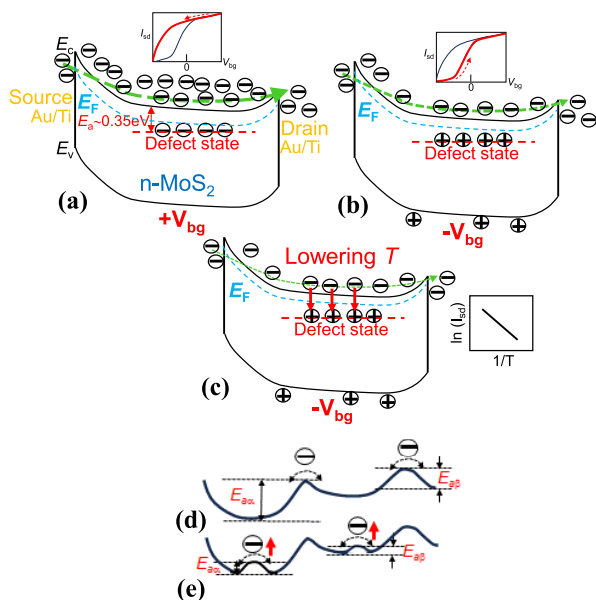 I_sd
0
V_bg
E_c
Source
Au/Ti
E_F
E_a~0.35eV
Defect state
Drain
Au/Ti
E_v
n-MoS_2
(a)
+V_bg
I_sd
0
V_bg
E_F
Defect state
(b)
-V_bg
Lowering T
E_F
Defect state
ln (I_sd)
1/T
(c)
-V_bg
E_aα
E_aβ
(d)
E_aα
E_aβ
(e)